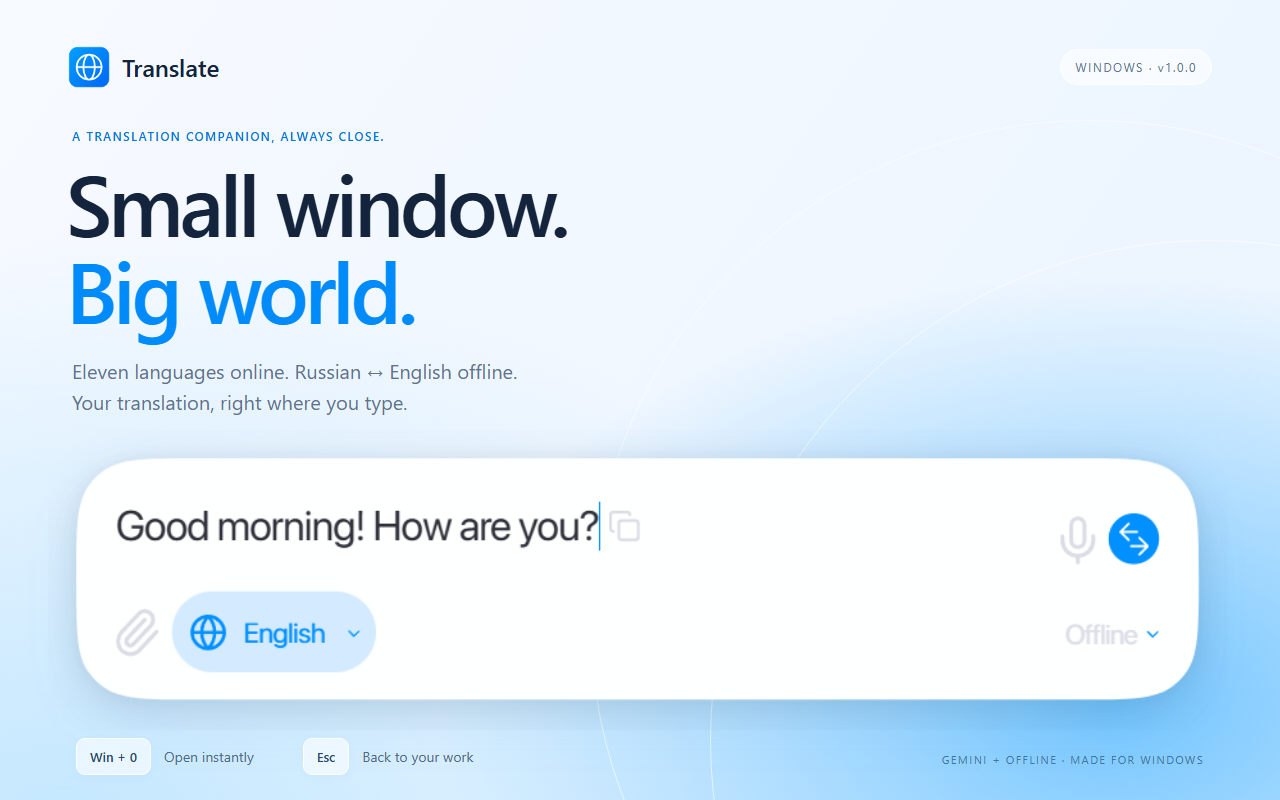 Translate
WINDOWS · v1.0.0
A TRANSLATION COMPANION, ALWAYS CLOSE.
Small window.
Big world.
Eleven languages online. Russian ↔ English offline.
Your translation, right where you type.
Good morning! How are you?
English
Offline
Win + 0 Open instantly Esc Back to your work
GEMINI + OFFLINE · MADE FOR WINDOWS